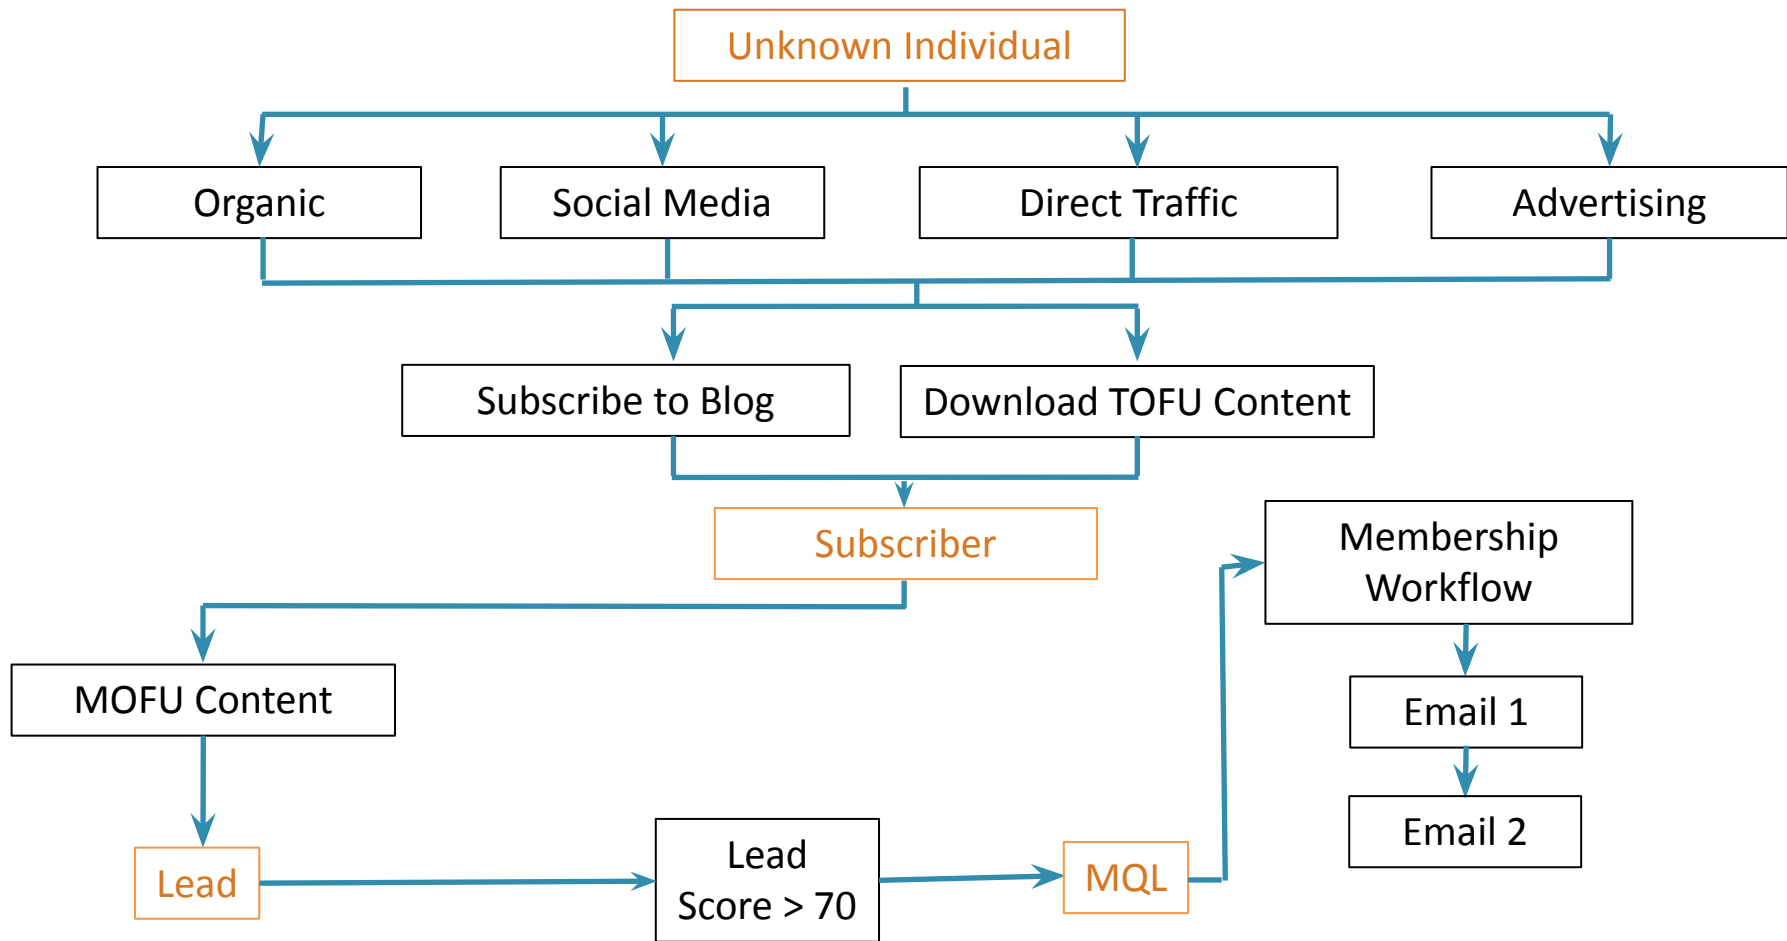 Unknown Individual
Organic
Social Media
Direct Traffic
Advertising
Subscribe to Blog
Download TOFU Content
Subscriber
Membership
Workflow
MOFU Content
Email 1
Email 2
Lead
Lead
Score > 70
MQL